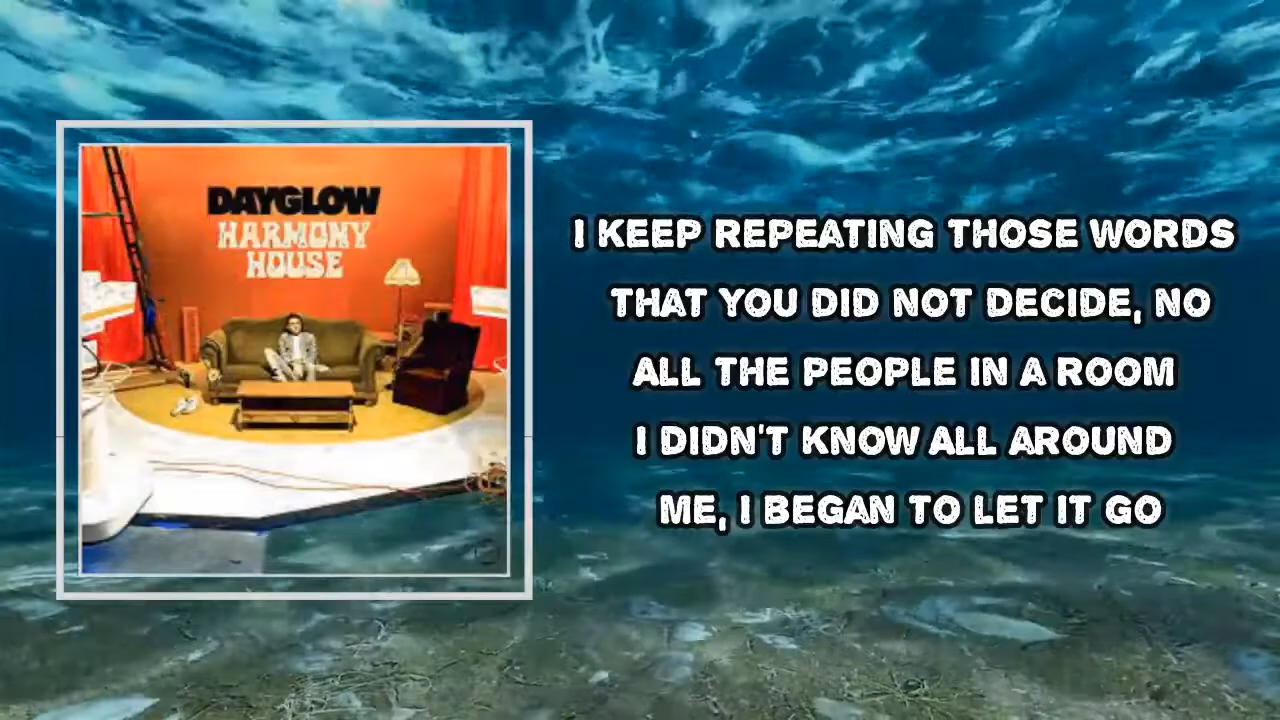 DAYGLOW
HARMONY
HOUSE
I KEEP REPEATING THOSE WORDS
THAT YOU DID NOT DECIDE, NO
ALL THE PEOPLE IN A ROOM
I DIDN'T KNOW ALL AROUND
ME, I BEGAN TO LET IT GO